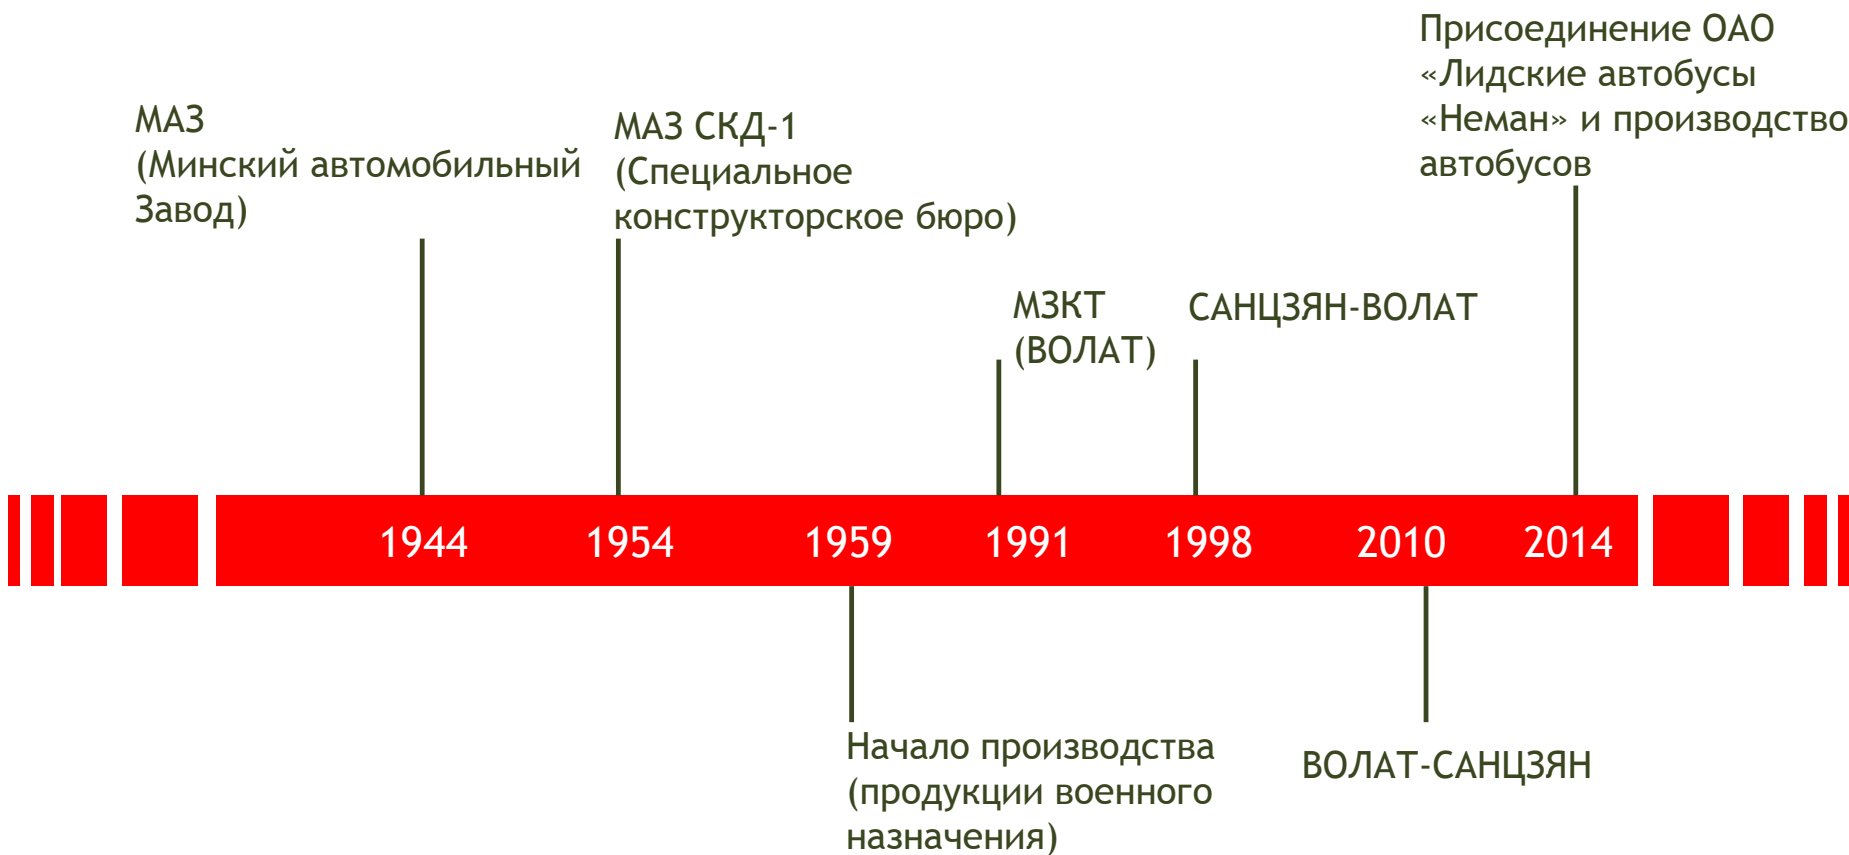 Присоединение ОАО
«Лидские автобусы
«Неман» и производство
автобусов
МАЗ
(Минский автомобильный
Завод)
МАЗ СКД-1
(Специальное
конструкторское бюро)
МЗКТ
(ВОЛАТ)
САНЦЗЯН-ВОЛАТ
1944 1954 1959 1991 1998 2010 2014
Начало производства
(продукции военного
назначения)
ВОЛАТ-САНЦЗЯН